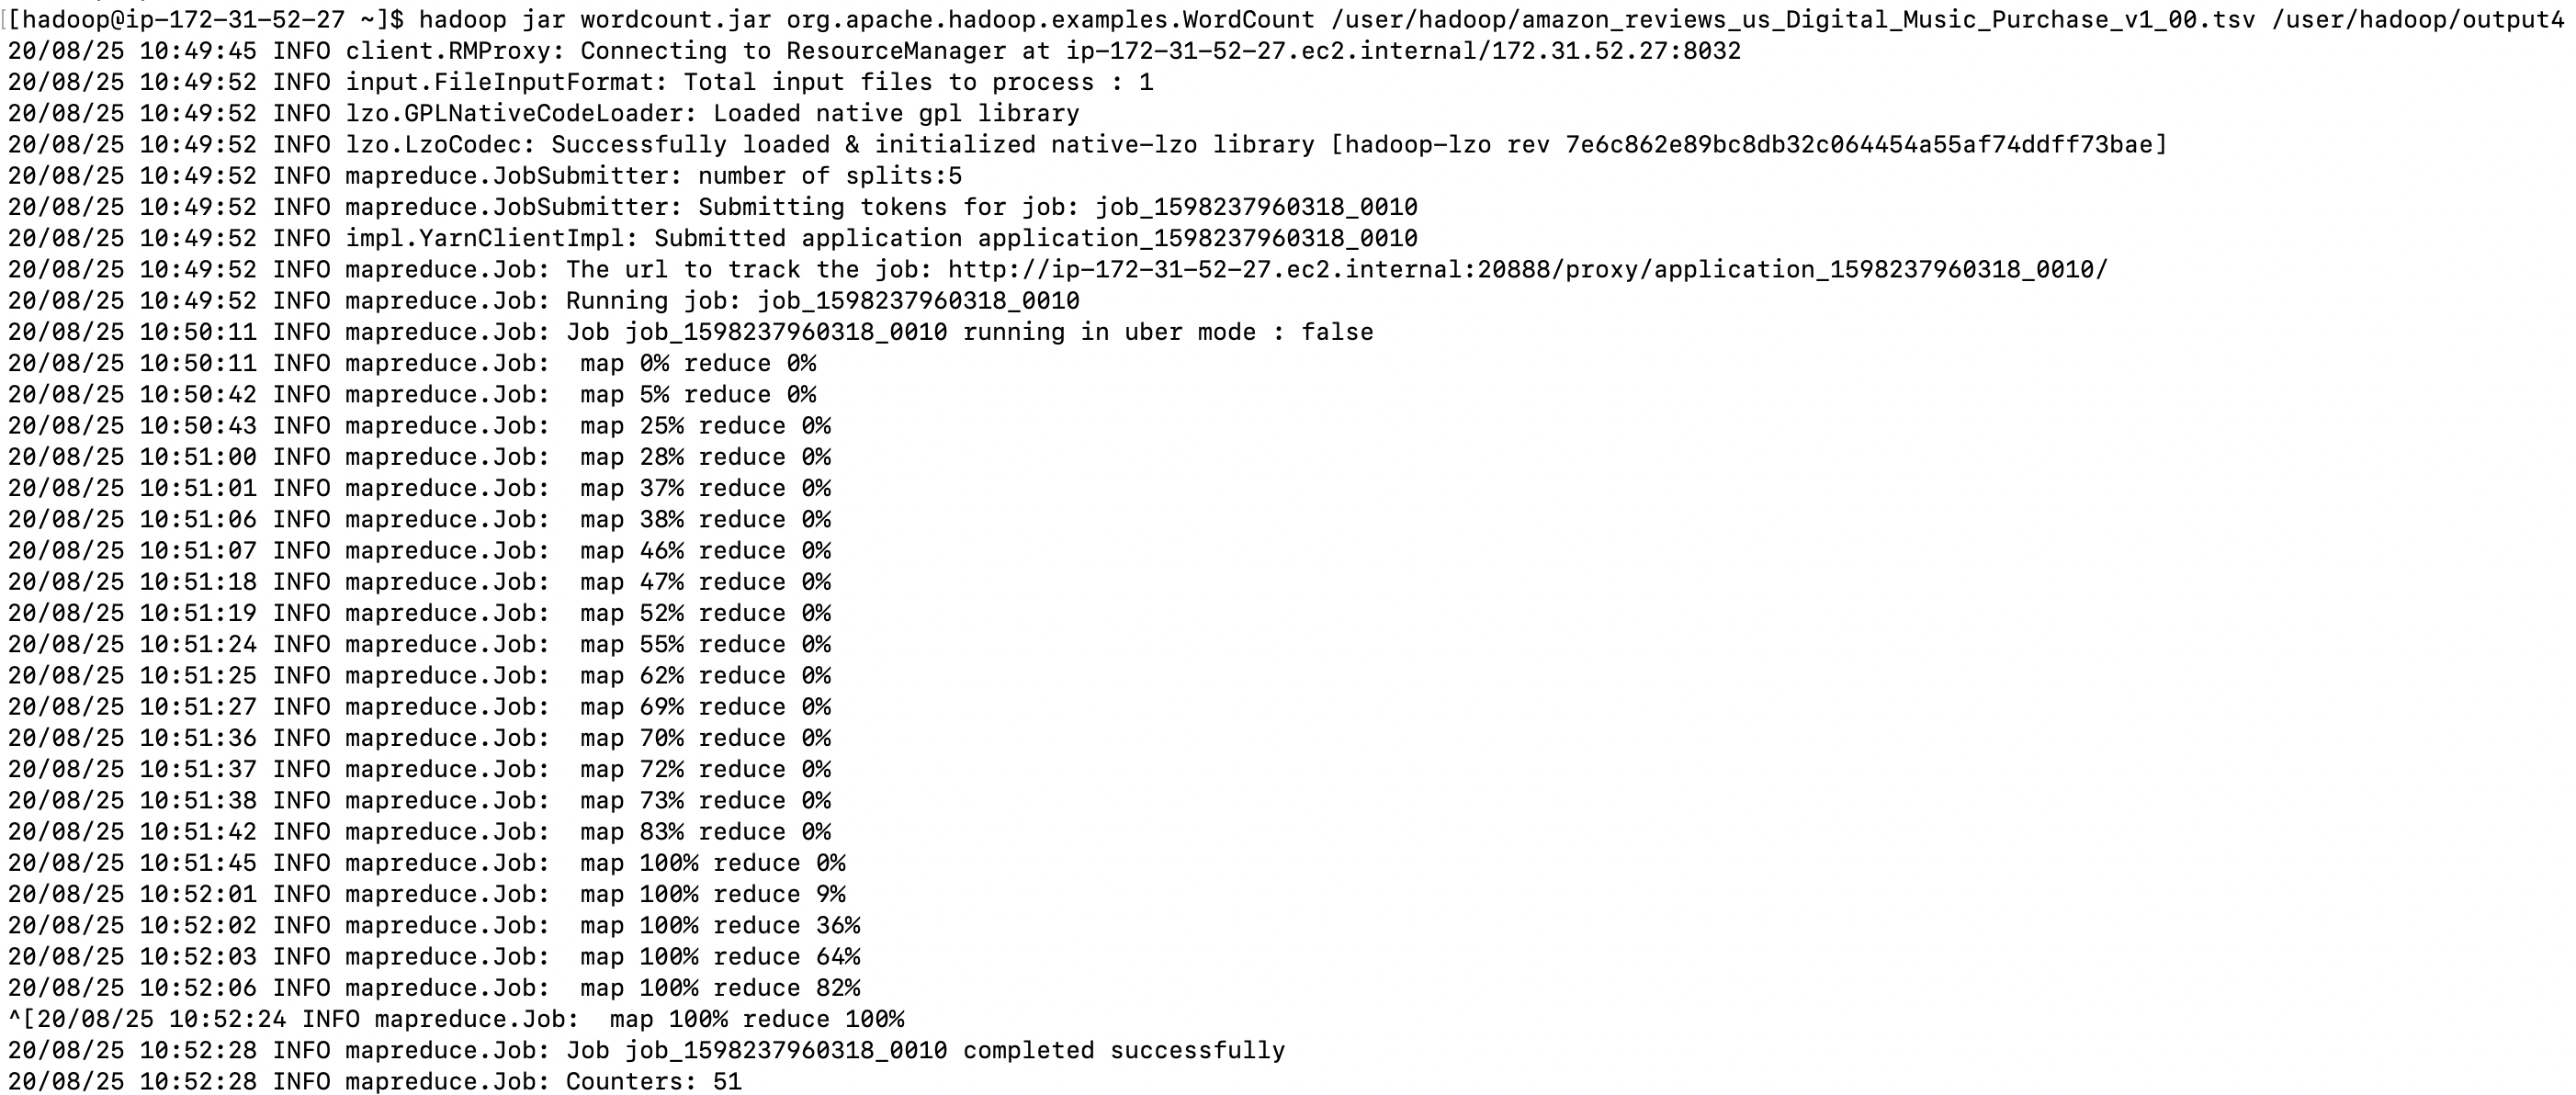 [[hadoop@ip-172-31-52-27 ~]$ hadoop jar wordcount.jar org.apache.hadoop.examples.WordCount /user/hadoop/amazon_reviews_us_Digital_Music_Purchase_v1_00.tsv /user/hadoop/output4
20/08/25 10:49:45 INFO client.RMProxy: Connecting to ResourceManager at ip-172-31-52-27.ec2.internal/172.31.52.27:8032
20/08/25 10:49:52 INFO input.FileInputFormat: Total input files to process : 1
20/08/25 10:49:52 INFO lzo.GPLNativeCodeLoader: Loaded native gpl library
20/08/25 10:49:52 INFO lzo.LzoCodec: Successfully loaded & initialized native-lzo library [hadoop-lzo rev 7e6c862e89bc8db32c064454a55af74ddff73bae]
20/08/25 10:49:52 INFO mapreduce.JobSubmitter: number of splits:5
20/08/25 10:49:52 INFO mapreduce.JobSubmitter: Submitting tokens for job: job_1598237960318_0010
20/08/25 10:49:52 INFO impl.YarnClientImpl: Submitted application application_1598237960318_0010
20/08/25 10:49:52 INFO mapreduce.Job: The url to track the job: http://ip-172-31-52-27.ec2.internal:20888/proxy/application_1598237960318_0010/
20/08/25 10:49:52 INFO mapreduce.Job: Running job: job_1598237960318_0010
20/08/25 10:50:11 INFO mapreduce.Job: Job job_1598237960318_0010 running in uber mode : false
20/08/25 10:50:11 INFO mapreduce.Job:  map 0% reduce 0%
20/08/25 10:50:42 INFO mapreduce.Job:  map 5% reduce 0%
20/08/25 10:50:43 INFO mapreduce.Job:  map 25% reduce 0%
20/08/25 10:51:00 INFO mapreduce.Job:  map 28% reduce 0%
20/08/25 10:51:01 INFO mapreduce.Job:  map 37% reduce 0%
20/08/25 10:51:06 INFO mapreduce.Job:  map 38% reduce 0%
20/08/25 10:51:07 INFO mapreduce.Job:  map 46% reduce 0%
20/08/25 10:51:18 INFO mapreduce.Job:  map 47% reduce 0%
20/08/25 10:51:19 INFO mapreduce.Job:  map 52% reduce 0%
20/08/25 10:51:24 INFO mapreduce.Job:  map 55% reduce 0%
20/08/25 10:51:25 INFO mapreduce.Job:  map 62% reduce 0%
20/08/25 10:51:27 INFO mapreduce.Job:  map 69% reduce 0%
20/08/25 10:51:36 INFO mapreduce.Job:  map 70% reduce 0%
20/08/25 10:51:37 INFO mapreduce.Job:  map 72% reduce 0%
20/08/25 10:51:38 INFO mapreduce.Job:  map 73% reduce 0%
20/08/25 10:51:42 INFO mapreduce.Job:  map 83% reduce 0%
20/08/25 10:51:45 INFO mapreduce.Job:  map 100% reduce 0%
20/08/25 10:52:01 INFO mapreduce.Job:  map 100% reduce 9%
20/08/25 10:52:02 INFO mapreduce.Job:  map 100% reduce 36%
20/08/25 10:52:03 INFO mapreduce.Job:  map 100% reduce 64%
20/08/25 10:52:06 INFO mapreduce.Job:  map 100% reduce 82%
^[20/08/25 10:52:24 INFO mapreduce.Job:  map 100% reduce 100%
20/08/25 10:52:28 INFO mapreduce.Job: Job job_1598237960318_0010 completed successfully
20/08/25 10:52:28 INFO mapreduce.Job: Counters: 51